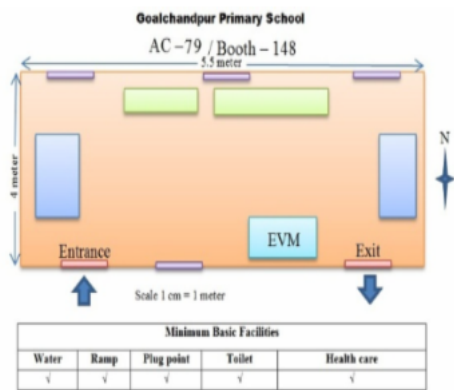 Goalchandpur Primary School
AC -79 / Booth -148
5.5 meter
4 meter
N
EVM
Entrance
Exit
Scale 1 cm = 1 meter
Minimum Basic Facilities
Water Ramp Plug point Toilet Health care
√ √ √ √ √